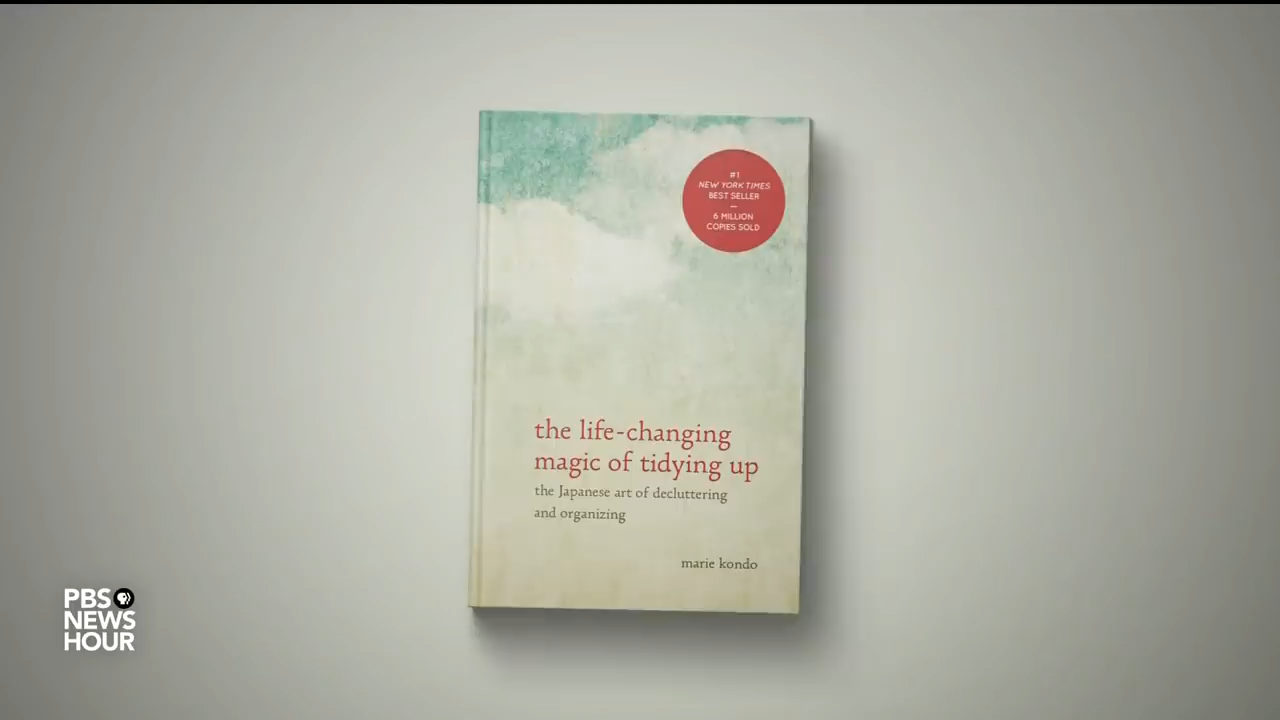 #1
NEW YORK TIMES
BEST SELLER
—
6 MILLION
COPIES SOLD
the life-changing
magic of tidying up
the Japanese art of decluttering
and organizing
marie kondo
PBS
NEWS
HOUR